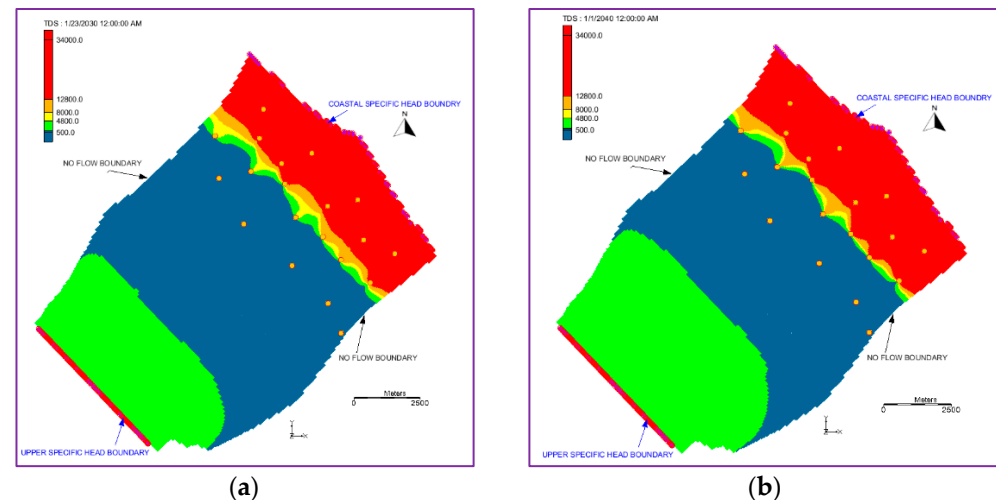 TDS : 1/23/2030 12:00:00 AM
34000.0
12800.0
8000.0
4800.0
500.0
COASTAL SPECIFIC HEAD BOUNDRY
N
NO FLOW BOUNDARY
NO FLOW BOUNDARY
Meters
0 2500
Y
Z X
UPPER SPECIFIC HEAD BOUNDARY
(a)
TDS : 1/1/2040 12:00:00 AM
34000.0
12800.0
8000.0
4800.0
500.0
COASTAL SPECIFIC HEAD BOUNDRY
N
NO FLOW BOUNDARY
NO FLOW BOUNDARY
Meters
0 2500
Y
Z X
UPPER SPECIFIC HEAD BOUNDARY
(b)